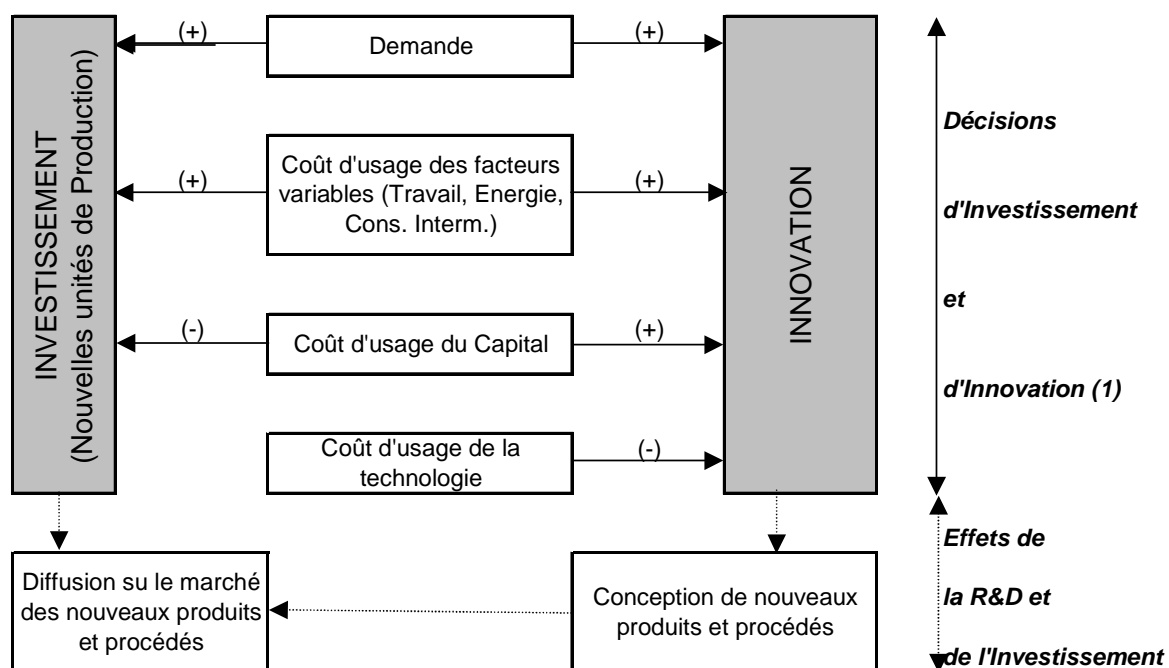 INVESTISSEMENT
(Nouvelles unités de Production)
(+)
Demande
(+)
(+)
Coût d'usage des facteurs
variables (Travail, Energie,
Cons. Interm.)
(+)
(-)
Coût d'usage du Capital
(+)
Coût d'usage de la
technologie
(-)
INNOVATION
Décisions
d'Investissement
et
d'Innovation (1)
Diffusion su le marché
des nouveaux produits
et procédés
Conception de nouveaux
produits et procédés
Effets de
la R&D et
de l'Investissement